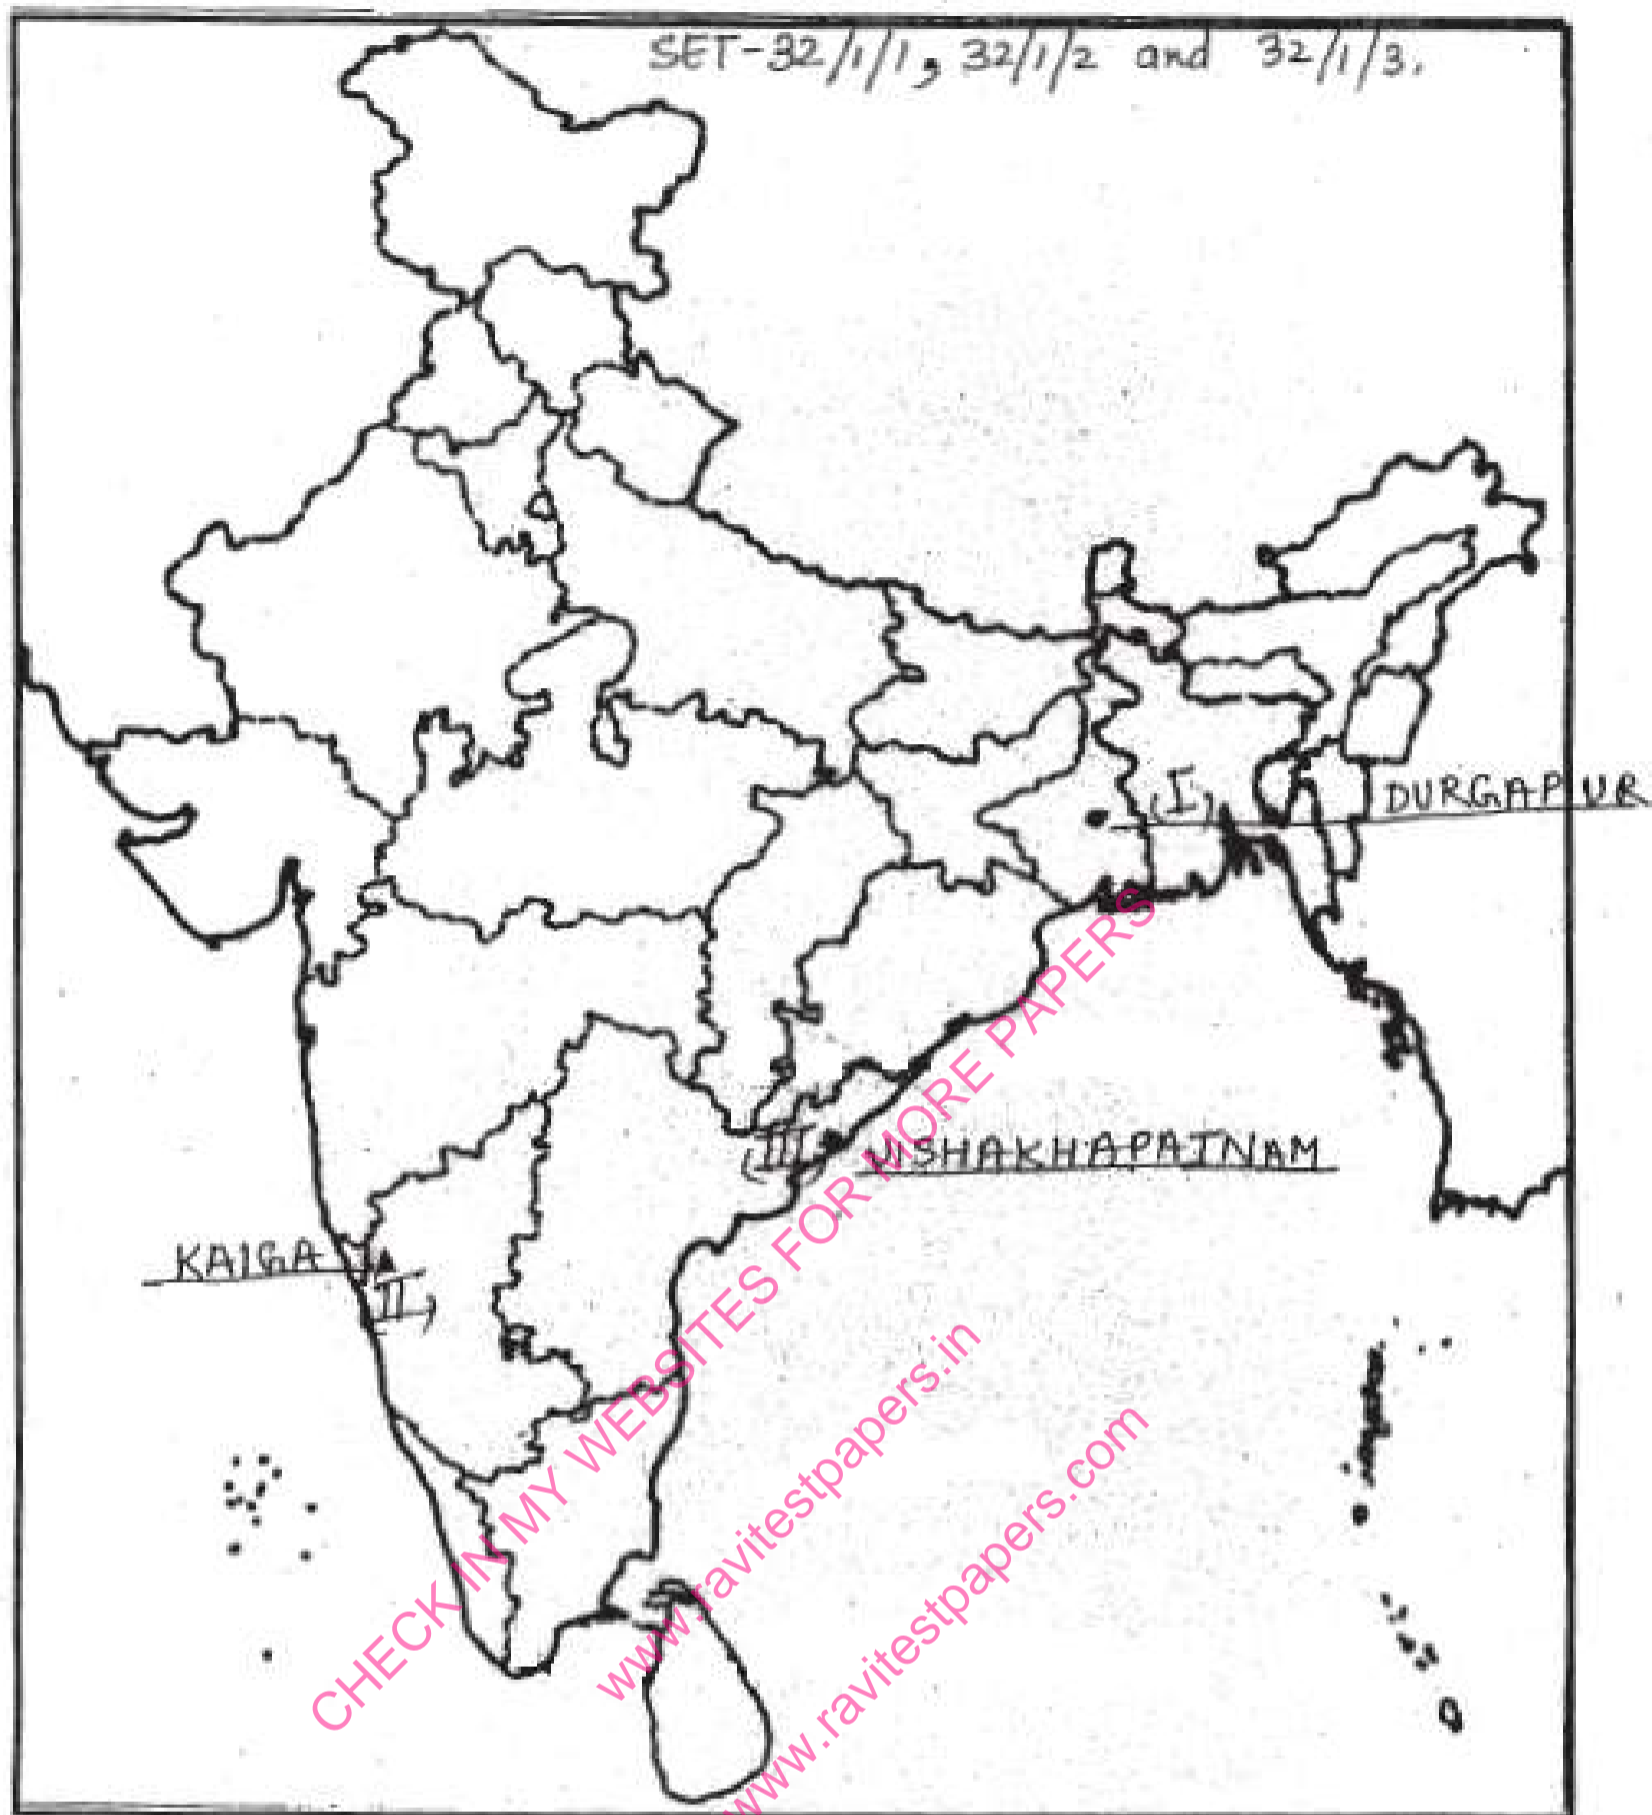 SET-32/1/1, 32/1/2 and 32/1/3.
(I)
DURGAPUR
(III)
VISHAKHAPATNAM
KAIGA
(II)
CHECK IN MY WEBSITES FOR MORE PAPERS
www.ravitestpapers.in
www.ravitestpapers.com